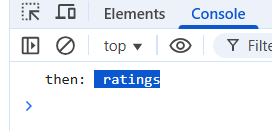 Elements Console
top Filte
then: ratings